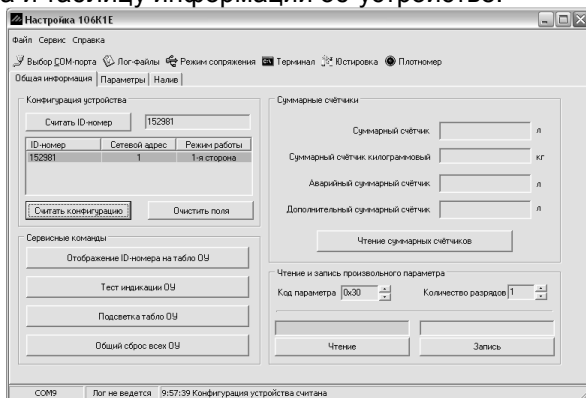 а и таблицу информации об устройстве.
Настройка 106K1E
Файл Сервис Справка
Выбор COM-порта Лог-файлы Режим сопряжения Терминал Юстировка Плотномер
Общая информация Параметры Налив
Конфигурация устройства
Считать ID-номер 152981
ID-номер Сетевой адрес Режим работы
152981 1 1-я сторона
Считать конфигурацию Очистить поля
Сервисные команды
Отображение ID-номера на табло ОУ
Тест индикации ОУ
Подсветка табло ОУ
Общий сброс всех ОУ
Суммарные счётчики
Суммарный счётчик л
Суммарный счётчик килограммовый кг
Аварийный суммарный счётчик л
Дополнительный суммарный счётчик л
Чтение суммарных счётчиков
Чтение и запись произвольного параметра
Код параметра 0x30 Количество разрядов 1
Чтение Запись
COM9 Лог не ведется 9:57:39 Конфигурация устройства считана